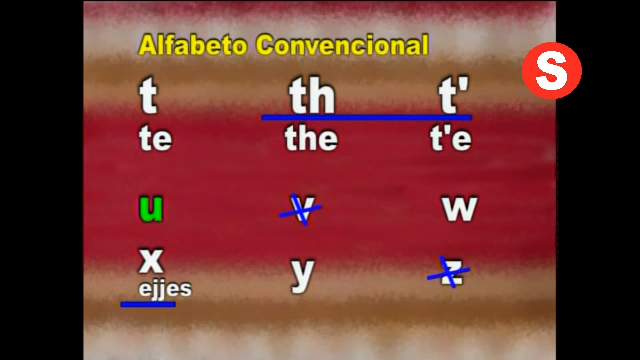 Alfabeto Convencional
S
t th t'
te the t'e
u v w
x y z
ejjes